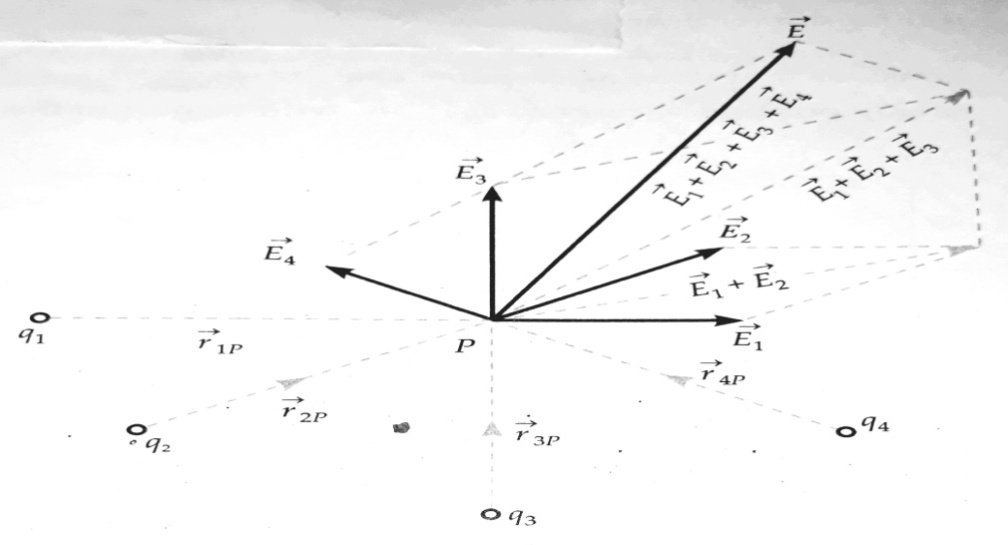 E⃗
E⃗₁+E⃗₂+E⃗₃+E⃗₄
E⃗₁+E⃗₂+E⃗₃
E⃗₃
E⃗₂
E⃗₄
E⃗₁ + E⃗₂
q₁
r⃗₁P
P
E⃗₁
r⃗₄P
r⃗₂P
q₄
q₂
r⃗₃P
q₃